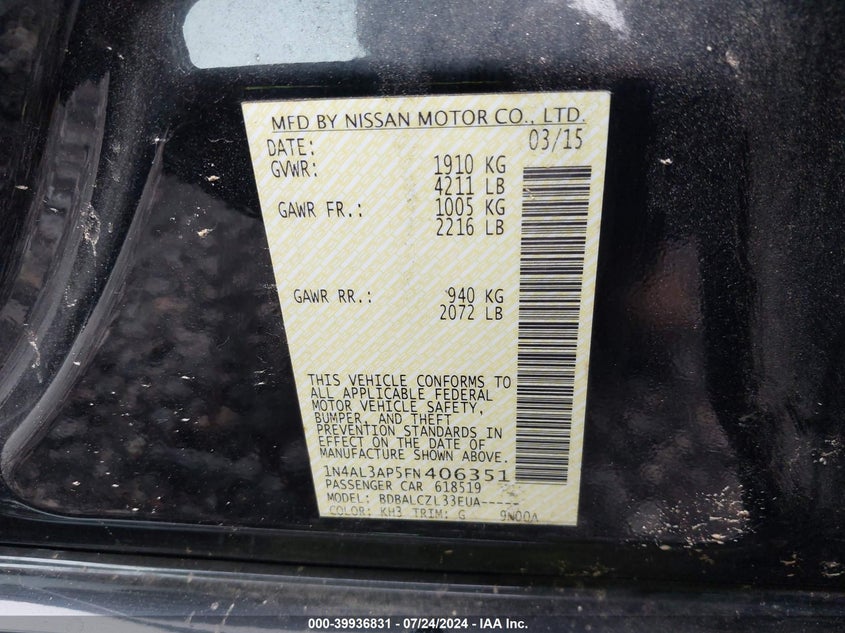 MFD BY NISSAN MOTOR CO., LTD.
DATE: 03/15
GVWR: 1910 KG
4211 LB
GAWR FR.: 1005 KG
2216 LB
GAWR RR.: 940 KG
2072 LB
THIS VEHICLE CONFORMS TO
ALL APPLICABLE FEDERAL
MOTOR VEHICLE SAFETY,
BUMPER, AND THEFT
PREVENTION STANDARDS IN
EFFECT ON THE DATE OF
MANUFACTURE SHOWN ABOVE.
1N4AL3AP5FN406351
PASSENGER CAR 618519
MODEL: BDBALCZL33EUA-----
COLOR: KH3 TRIM: G 9N00A
000-39936831 / 07/24/2024 - IAA Inc.